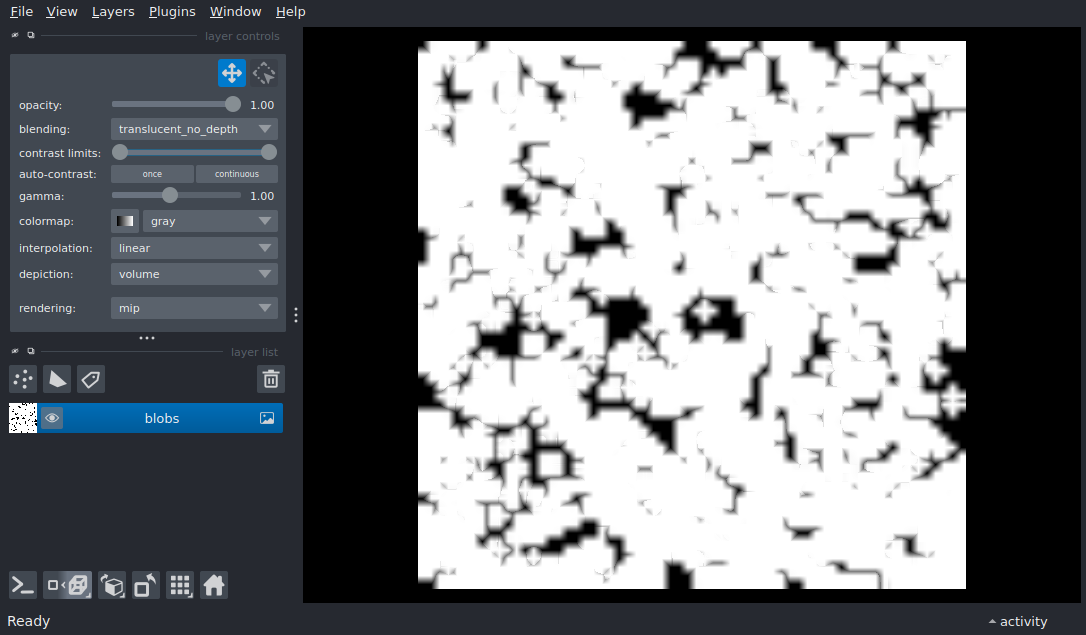 File View Layers Plugins Window Help
layer controls
opacity: 1.00
blending: translucent_no_depth
contrast limits:
auto-contrast: once continuous
gamma: 1.00
colormap: gray
interpolation: linear
depiction: volume
rendering: mip
layer list
blobs
Ready
activity